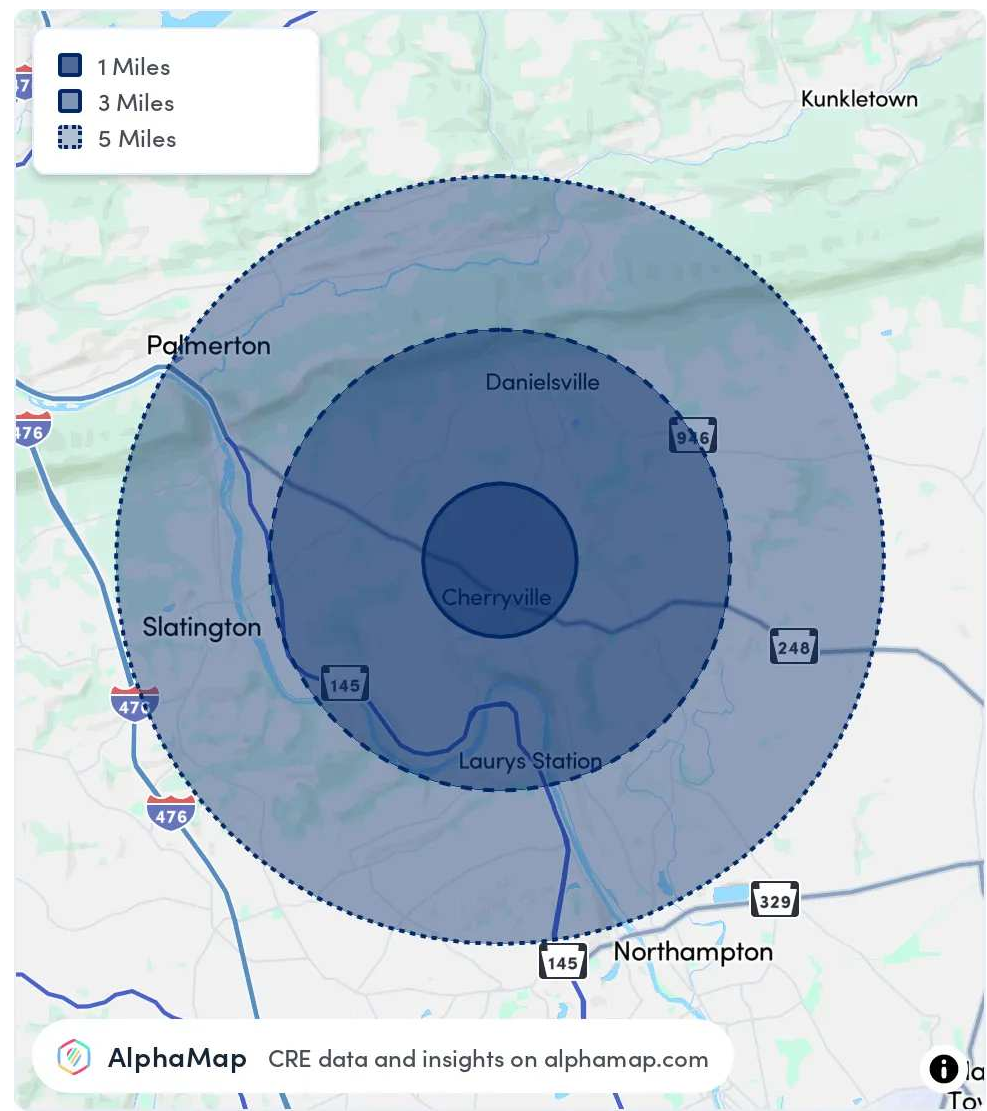 1 Miles
3 Miles
5 Miles
Kunkletown
Palmerton
Danielsville
476
946
Cherryville
Slatington
248
145
476
Laurys Station
476
329
Northampton
145
AlphaMap CRE data and insights on alphamap.com